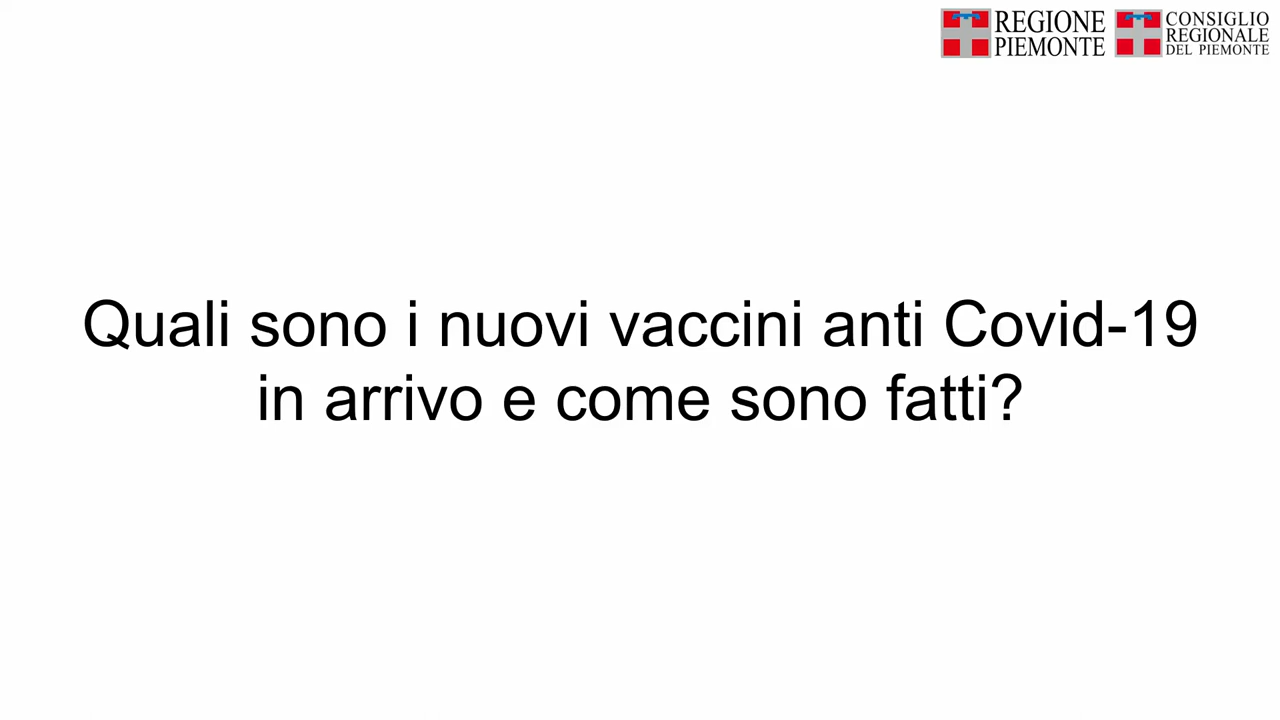 REGIONE
PIEMONTE
CONSIGLIO
REGIONALE
DEL PIEMONTE
Quali sono i nuovi vaccini anti Covid-19
in arrivo e come sono fatti?